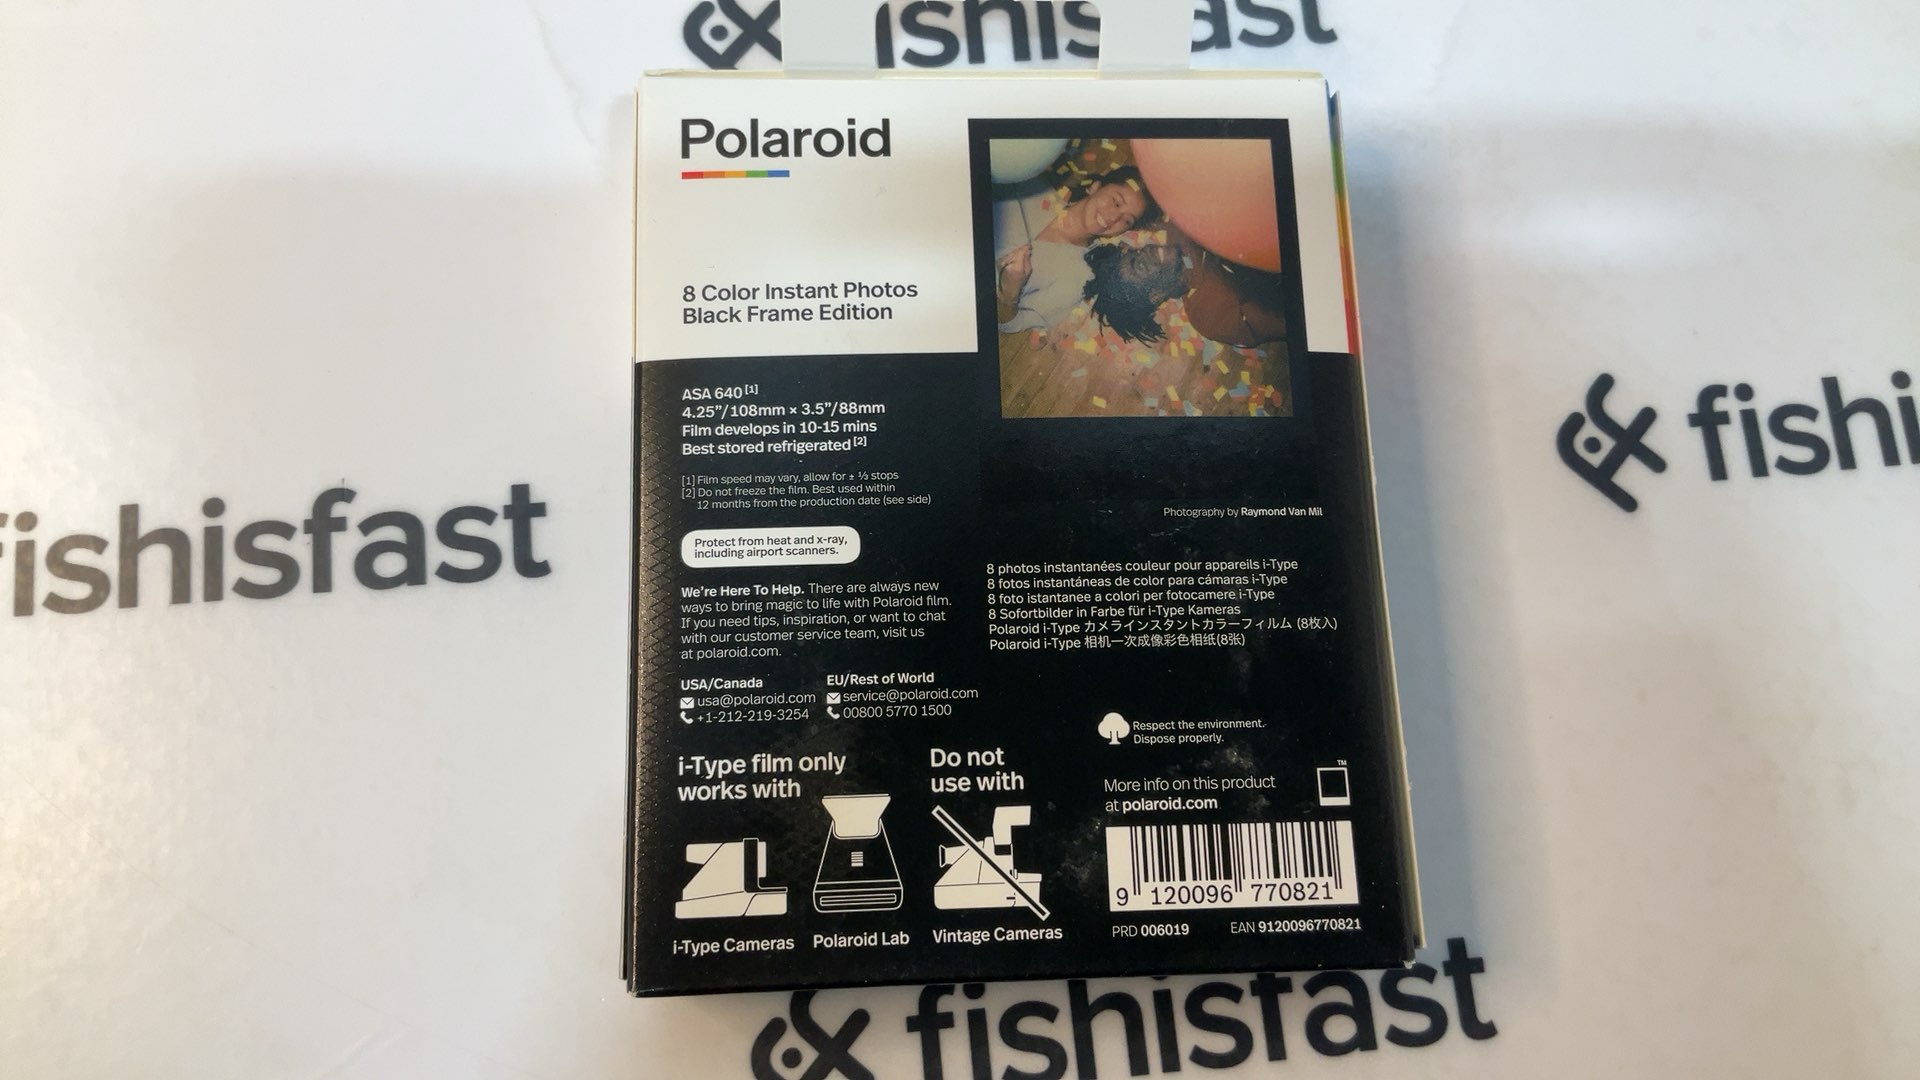 fishisfast
Polaroid
8 Color Instant Photos
Black Frame Edition
ASA 640 [1]
4.25”/108mm × 3.5”/88mm
Film develops in 10-15 mins
Best stored refrigerated [2]
[1] Film speed may vary, allow for ± ⅓ stops
[2] Do not freeze the film. Best used within
12 months from the production date (see side)
Protect from heat and x-ray,
including airport scanners.
We're Here To Help. There are always new
ways to bring magic to life with Polaroid film.
If you need tips, inspiration, or want to chat
with our customer service team, visit us
at polaroid.com.
USA/Canada
usa@polaroid.com
+1-212-219-3254
EU/Rest of World
service@polaroid.com
00800 5770 1500
i-Type film only
works with
i-Type Cameras
Polaroid Lab
Do not
use with
Vintage Cameras
Photography by Raymond Van Mil
8 photos instantanées couleur pour appareils i-Type
8 fotos instantáneas de color para cámaras i-Type
8 foto istantanee a colori per fotocamere i-Type
8 Sofortbilder in Farbe für i-Type Kameras
Polaroid i-Type カメラインスタントカラーフィルム (8枚入)
Polaroid i-Type 相机一次成像彩色相纸(8张)
Respect the environment.
Dispose properly.
More info on this product
at polaroid.com
TM
9 120096 770821
PRD 006019 EAN 9120096770821
fishisfast
fishi
fishisfast